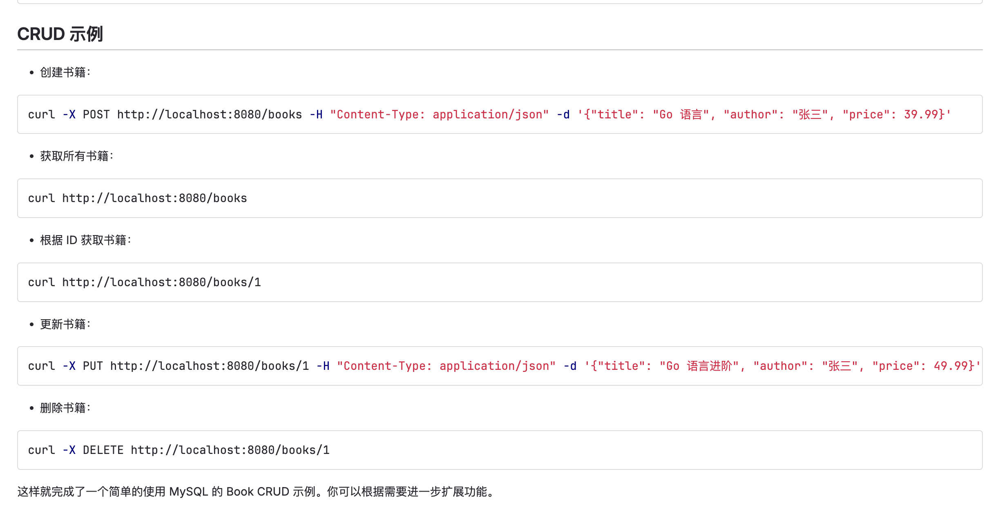 CRUD 示例
• 创建书籍：
curl -X POST http://localhost:8080/books -H "Content-Type: application/json" -d '{"title": "Go 语言", "author": "张三", "price": 39.99}'
• 获取所有书籍：
curl http://localhost:8080/books
• 根据 ID 获取书籍：
curl http://localhost:8080/books/1
• 更新书籍：
curl -X PUT http://localhost:8080/books/1 -H "Content-Type: application/json" -d '{"title": "Go 语言进阶", "author": "张三", "price": 49.99}'
• 删除书籍：
curl -X DELETE http://localhost:8080/books/1
这样就完成了一个简单的使用 MySQL 的 Book CRUD 示例。你可以根据需要进一步扩展功能。